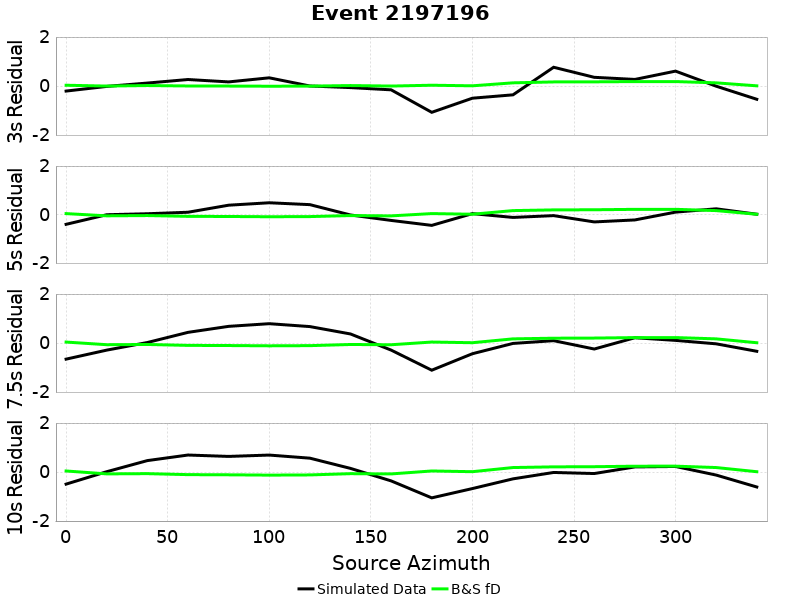 Event 2197196
3s Residual
2
0
-2
5s Residual
2
0
-2
7.5s Residual
2
0
-2
10s Residual
2
0
-2
0 50 100 150 200 250 300
Source Azimuth
Simulated Data B&S fD